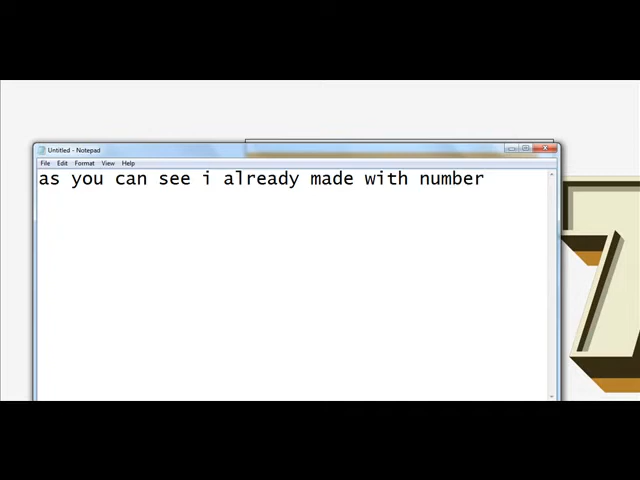 Untitled - Notepad
File Edit Format View Help
as you can see i already made with number